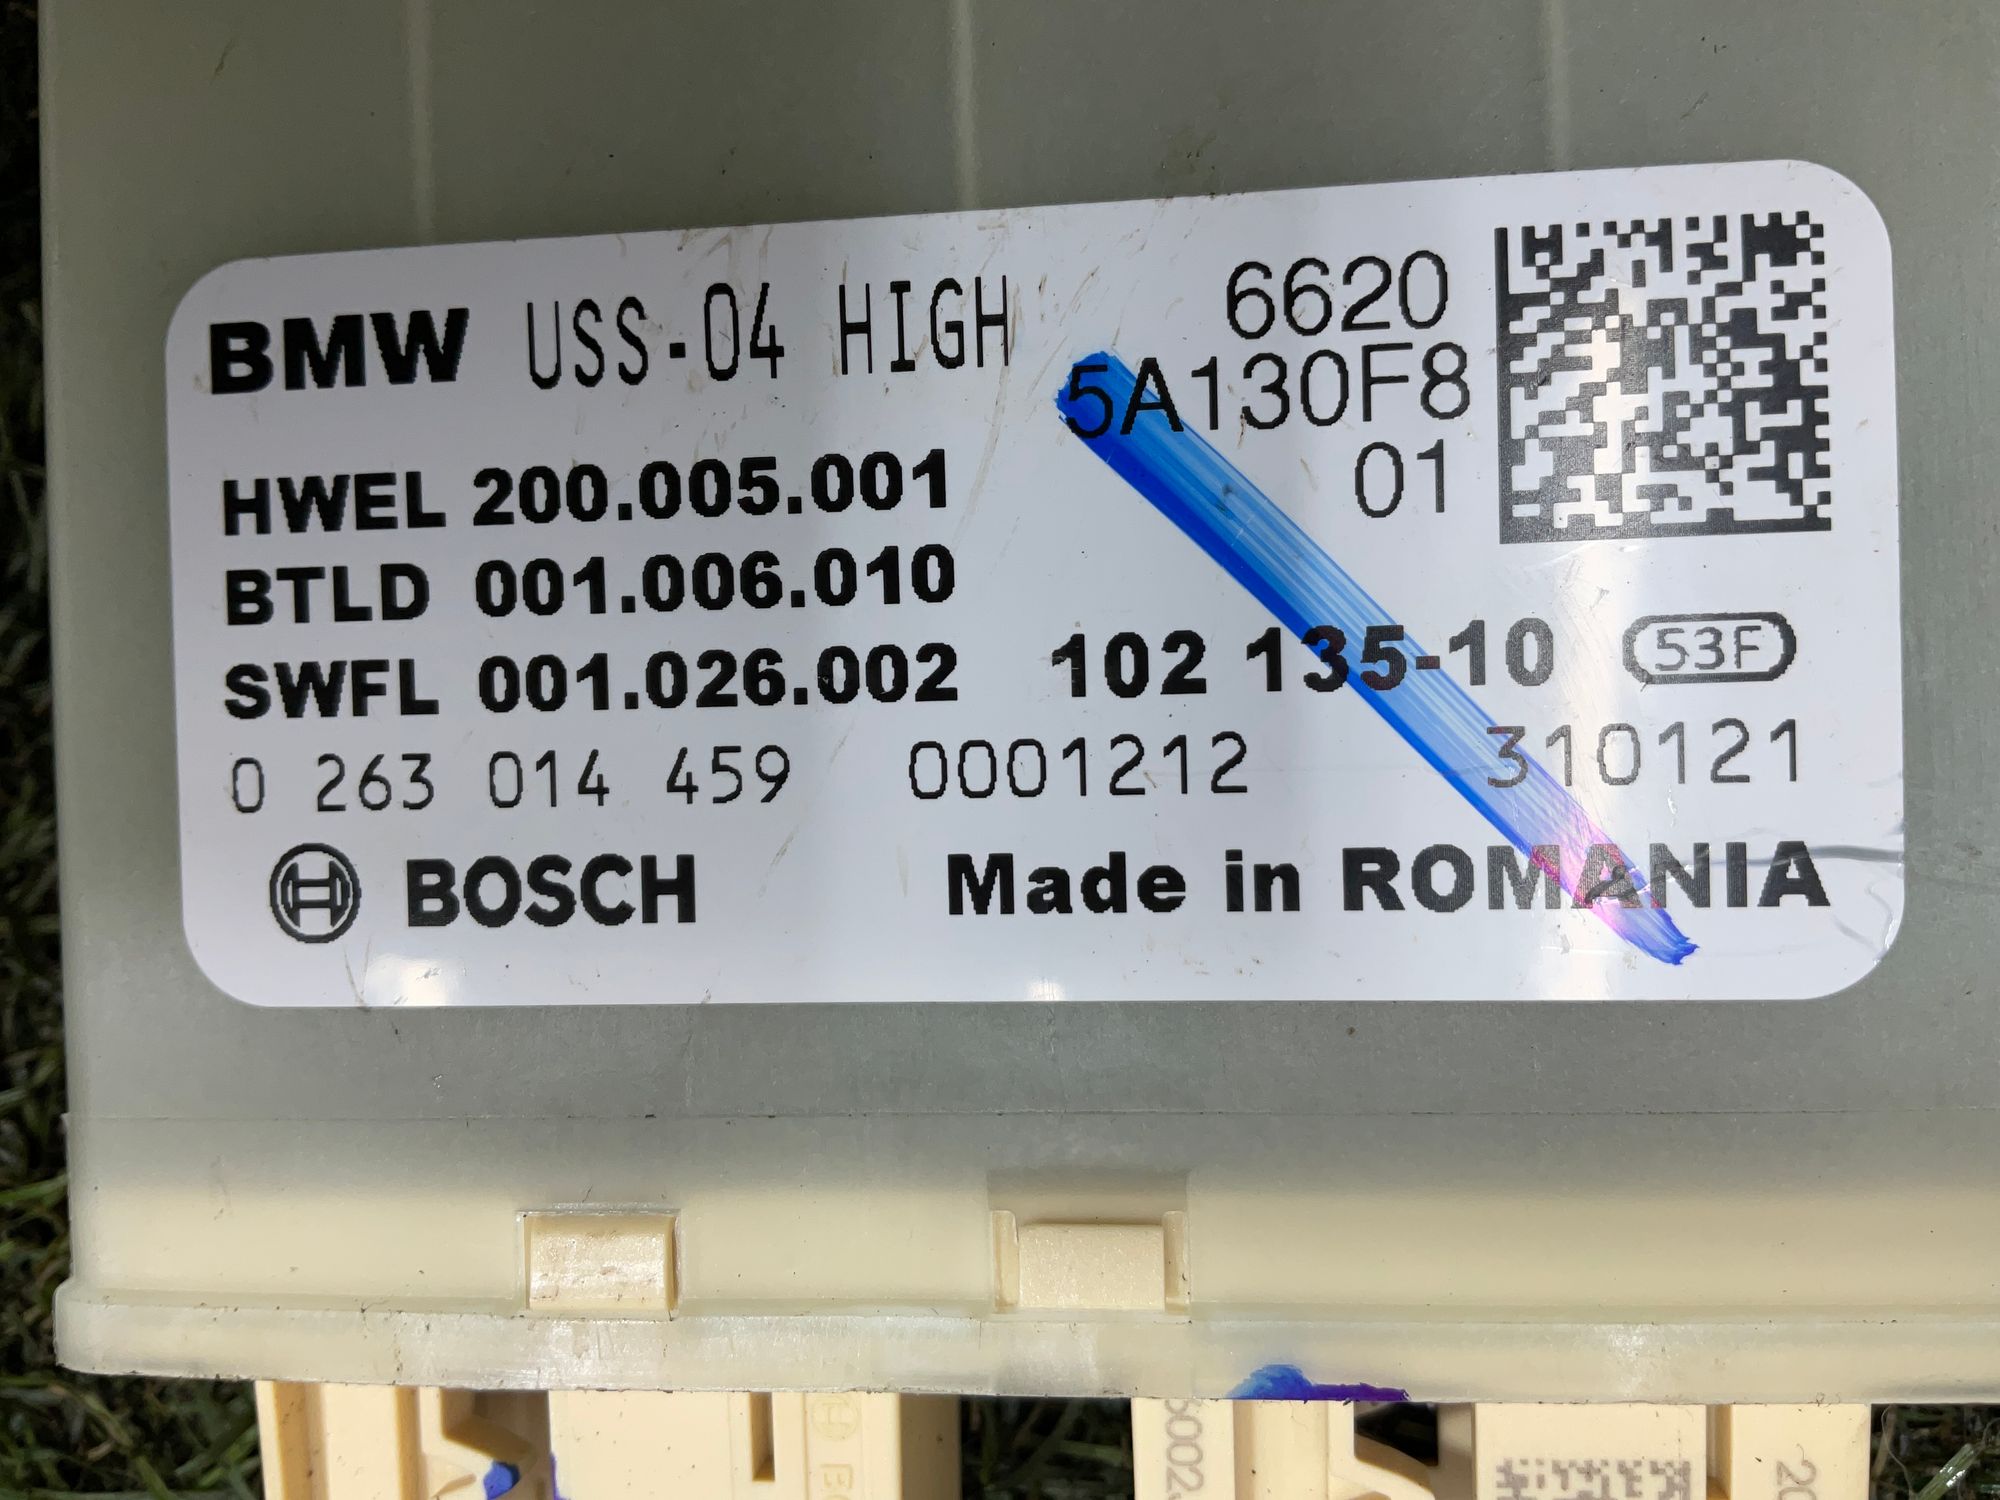 BMW USS-04 HIGH 6620
5A130F8
01
HWEL 200.005.001
BTLD 001.006.010
SWFL 001.026.002 102 135-10 53F
0 263 014 459 0001212 310121
BOSCH Made in ROMANIA